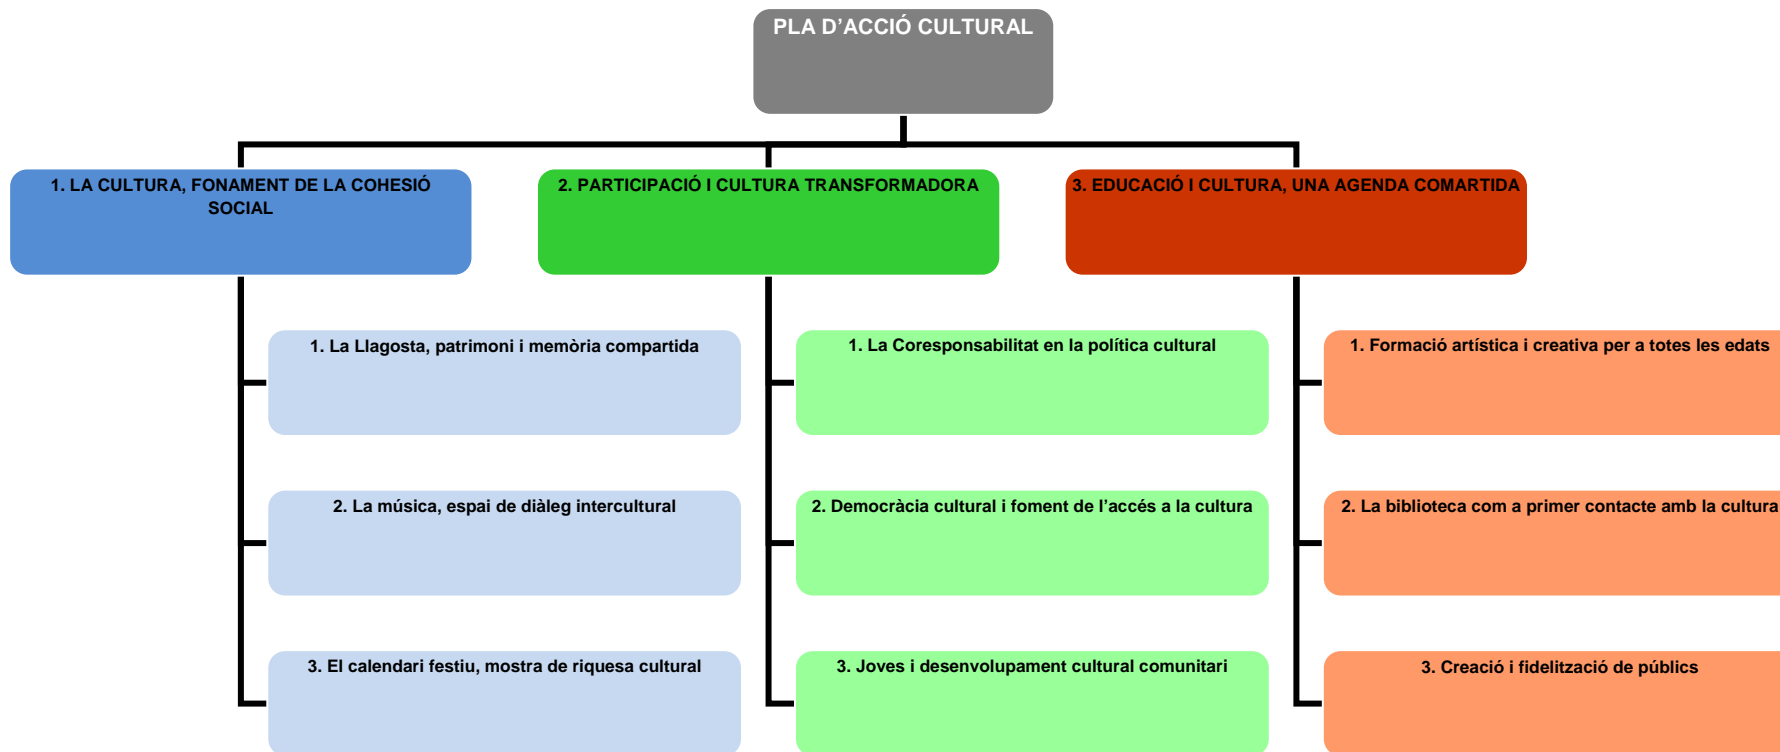 PLA D’ACCIÓ CULTURAL
1. LA CULTURA, FONAMENT DE LA COHESIÓ
SOCIAL
2. PARTICIPACIÓ I CULTURA TRANSFORMADORA
3. EDUCACIÓ I CULTURA, UNA AGENDA COMARTIDA
1. La Llagosta, patrimoni i memòria compartida
2. La música, espai de diàleg intercultural
3. El calendari festiu, mostra de riquesa cultural
1. La Coresponsabilitat en la política cultural
2. Democràcia cultural i foment de l’accés a la cultura
3. Joves i desenvolupament cultural comunitari
1. Formació artística i creativa per a totes les edats
2. La biblioteca com a primer contacte amb la cultura
3. Creació i fidelització de públics